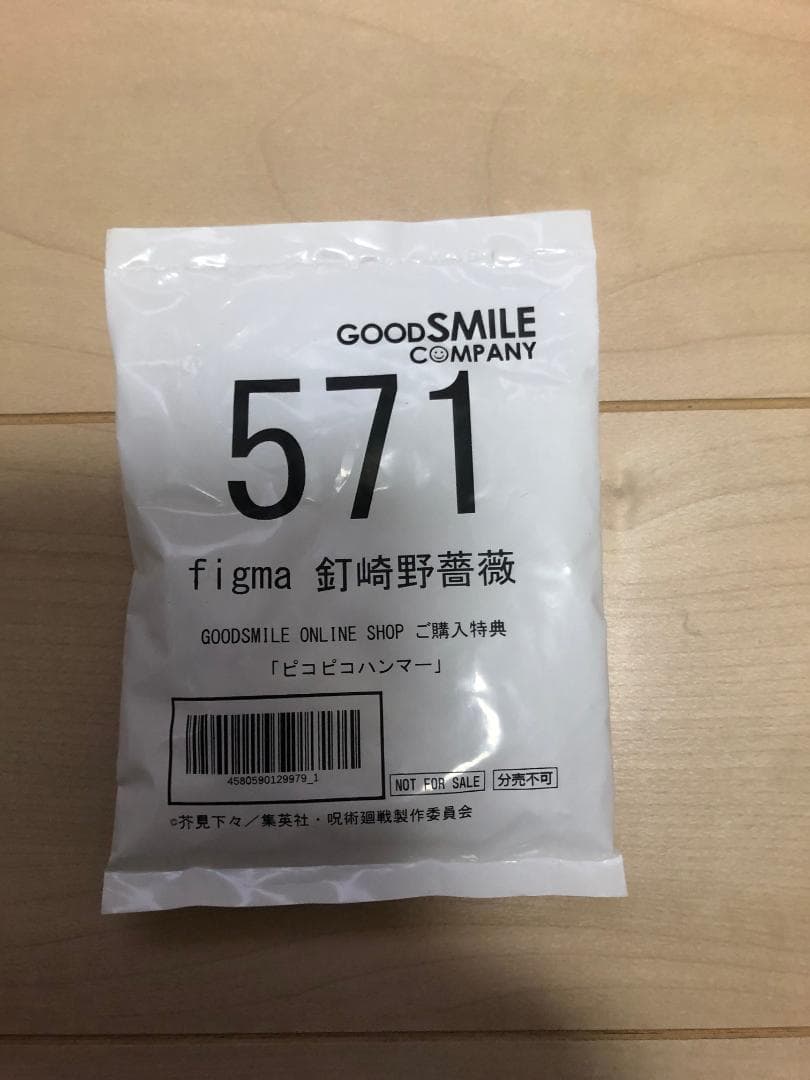 GOODSMILE
COMPANY
571
figma 釘崎野薔薇
GOODSMILE ONLINE SHOP ご購入特典
「ピコピコハンマー」
4580590129979_1
NOT FOR SALE 分売不可
©芥見下々／集英社・呪術廻戦製作委員会